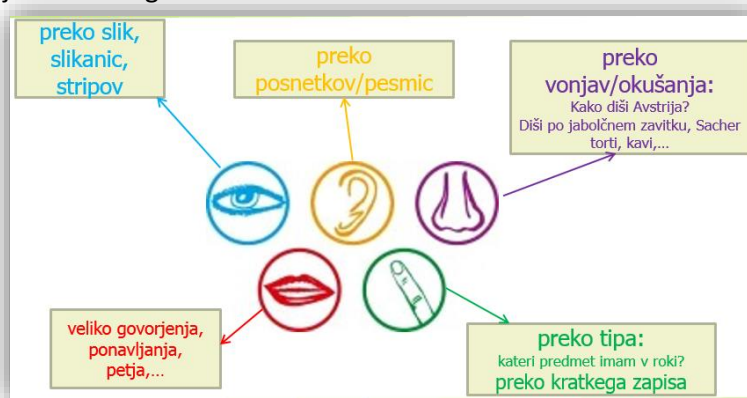 preko slik,
slikanic,
stripov
preko
posnetkov/pesmic
preko
vonjav/okušanja:
Kako diši Avstrija?
Diši po jabolčnem zavitku, Sacher
torti, kavi,...
veliko govorjenja,
ponavljanja,
petja,...
preko tipa:
kateri predmet imam v roki?
preko kratkega zapisa